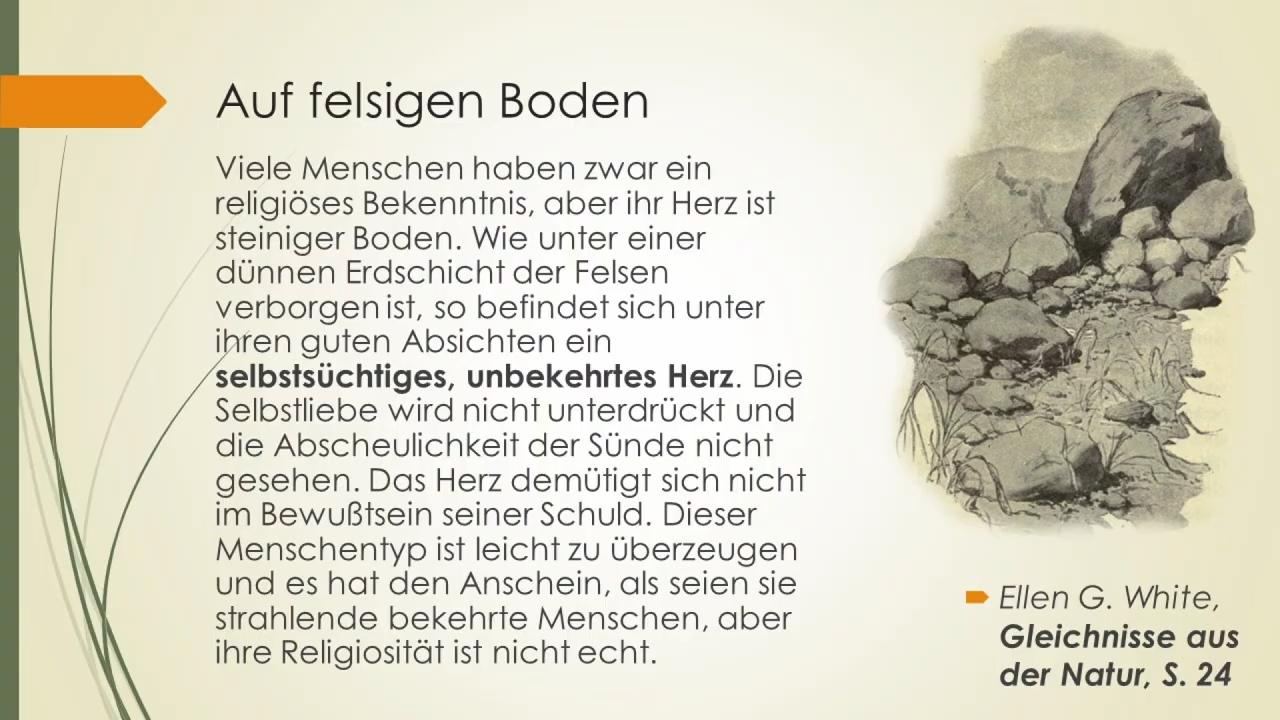 Auf felsigen Boden
Viele Menschen haben zwar ein
religiöses Bekenntnis, aber ihr Herz ist
steiniger Boden. Wie unter einer
dünnen Erdschicht der Felsen
verborgen ist, so befindet sich unter
ihren guten Absichten ein
selbstsüchtiges, unbekehrtes Herz. Die
Selbstliebe wird nicht unterdrückt und
die Abscheulichkeit der Sünde nicht
gesehen. Das Herz demütigt sich nicht
im Bewußtsein seiner Schuld. Dieser
Menschentyp ist leicht zu überzeugen
und es hat den Anschein, als seien sie
strahlende bekehrte Menschen, aber
ihre Religiosität ist nicht echt.
Ellen G. White,
Gleichnisse aus
der Natur, S. 24